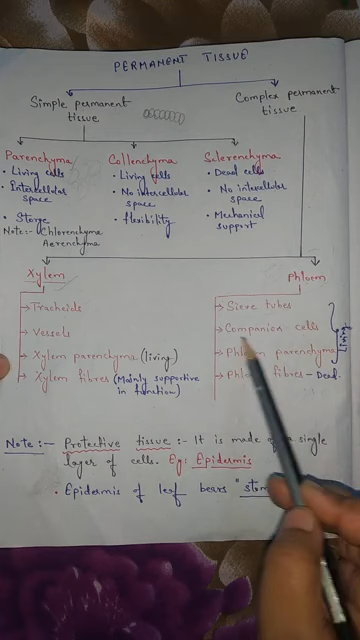 PERMANENT TISSUE
Simple permanent tissue
Complex permanent tissue
Parenchyma
• Living cells
• Intercellular space
• Storge
Note:- Chlorenchyma
Aerenchyma
Collenchyma
• Living cells
• No intercellular space
• flexibility
Sclerenchyma
• Dead cells
• No intercellular space
• Mechanical support
Xylem
→ Tracheids
→ Vessels
→ Xylem parenchyma (living)
→ Xylem fibres (Mainly supportive in function)
Phloem
→ Sieve tubes
→ Companion cells
→ Phloem parenchyma
→ Phloem fibres - Dead.
Living
Note :- Protective tissue :- It is made of a single
layer of cells. Eg: Epidermis
• Epidermis of leaf bears "